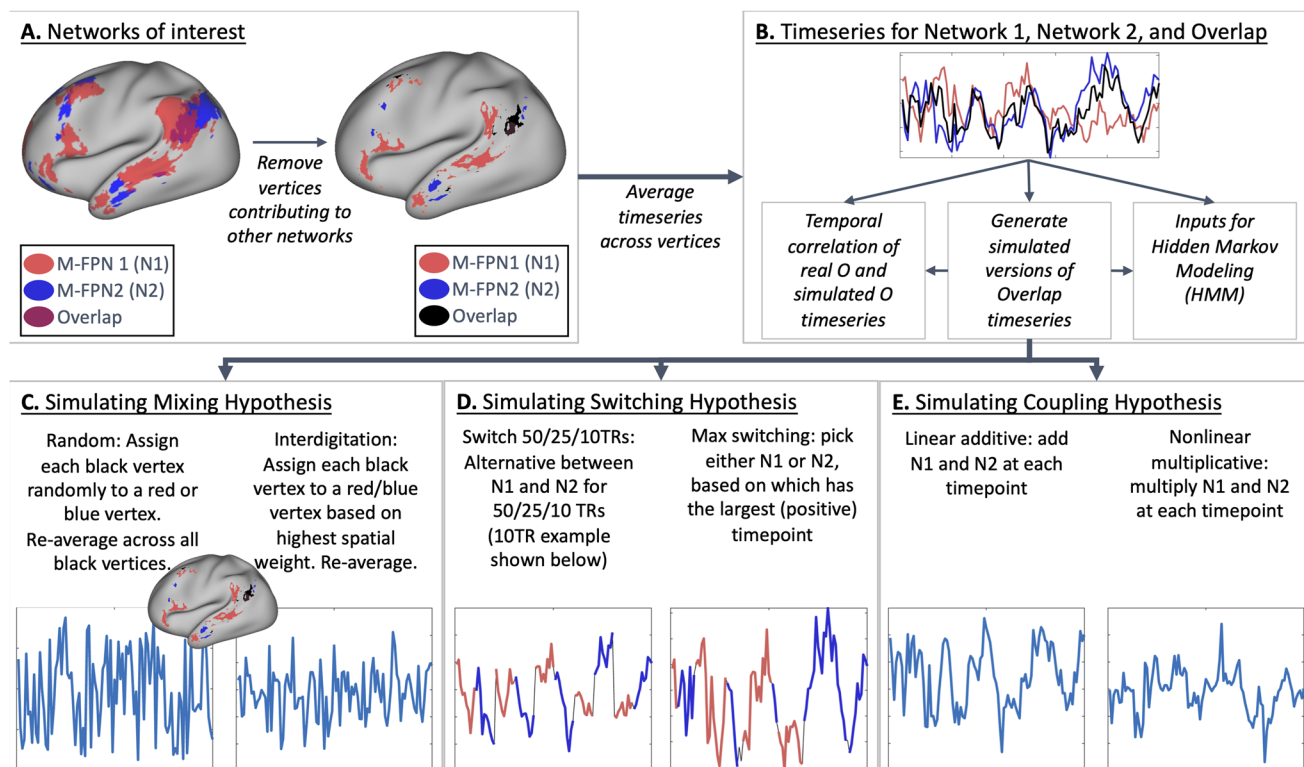 A. Networks of interest
Remove
vertices
contributing to
other networks
M-FPN 1 (N1)
M-FPN2 (N2)
Overlap
M-FPN1 (N1)
M-FPN2 (N2)
Overlap
Average
timeseries
across vertices
B. Timeseries for Network 1, Network 2, and Overlap
Temporal
correlation of
real O and
simulated O
timeseries
Generate
simulated
versions of
Overlap
timeseries
Inputs for
Hidden Markov
Modeling
(HMM)
C. Simulating Mixing Hypothesis
Random: Assign
each black vertex
randomly to a red or
blue vertex.
Re-average across all
black vertices.
Interdigitation:
Assign each black
vertex to a red/blue
vertex based on
highest spatial
weight. Re-average.
D. Simulating Switching Hypothesis
Switch 50/25/10TRs:
Alternative between
N1 and N2 for
50/25/10 TRs
(10TR example
shown below)
Max switching: pick
either N1 or N2,
based on which has
the largest (positive)
timepoint
E. Simulating Coupling Hypothesis
Linear additive: add
N1 and N2 at each
timepoint
Nonlinear
multiplicative:
multiply N1 and N2
at each timepoint